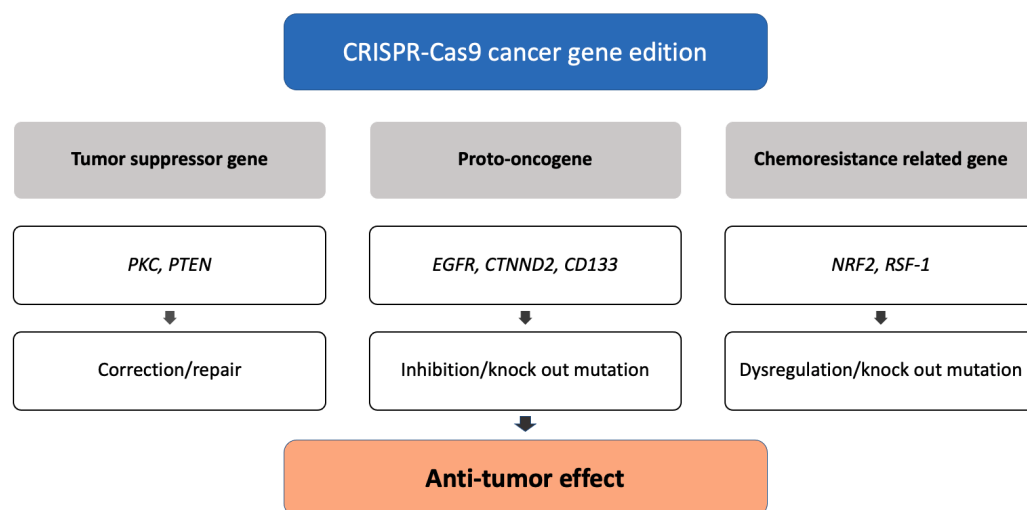 CRISPR-Cas9 cancer gene edition
Tumor suppressor gene
Proto-oncogene
Chemoresistance related gene
PKC, PTEN
EGFR, CTNND2, CD133
NRF2, RSF-1
Correction/repair
Inhibition/knock out mutation
Dysregulation/knock out mutation
Anti-tumor effect